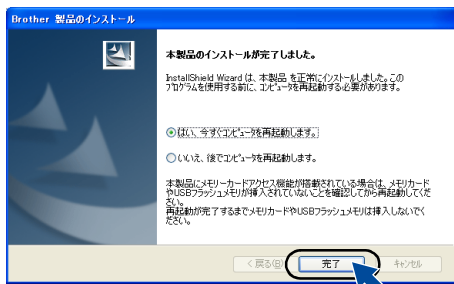 Brother 製品のインストール
本製品のインストールが完了しました。
InstallShield Wizard は、本製品 を正常にインストールしました。この
プログラムを使用する前に、コンピュータを再起動する必要があります。
はい、今すぐコンピュータを再起動します。
いいえ、後でコンピュータを再起動します。
本製品にメモリーカードアクセス機能が搭載されている場合は、メモリカード
やUSBフラッシュメモリが挿入されていないことを確認してから再起動してくだ
さい。
再起動が完了するまでメモリカードやUSBフラッシュメモリは挿入しないでく
ださい。
< 戻る(B) 完了 キャンセル